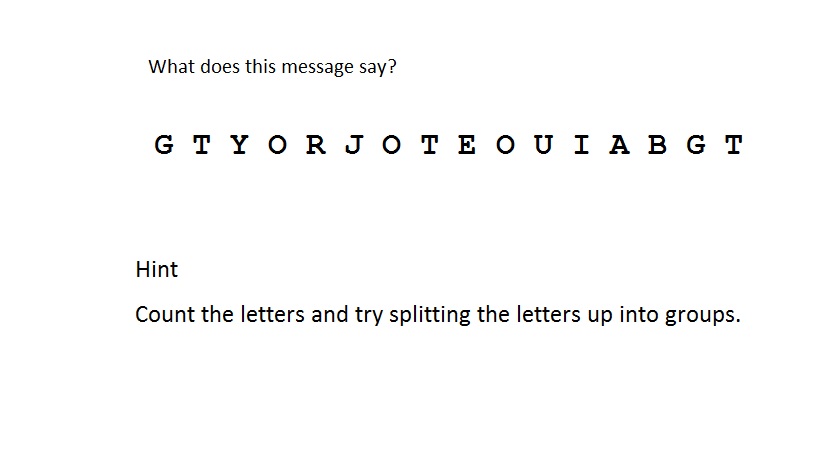 What does this message say?
G T Y O R J O T E O U I A B G T
Hint
Count the letters and try splitting the letters up into groups.